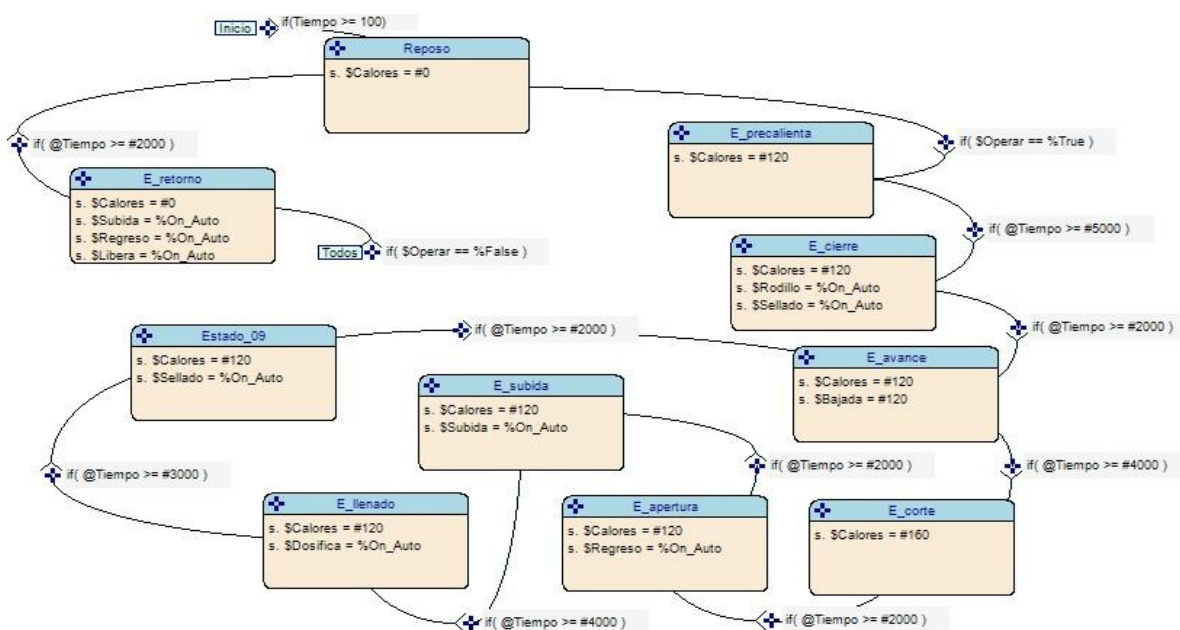 Inicio
if(Tiempo >= 100)
Reposo
s. $Calores = #0
if( @Tiempo >= #2000 )
E_precalienta
s. $Calores = #120
if( $Operar == %True )
E_retorno
s. $Calores = #0
s. $Subida = %On_Auto
s. $Regreso = %On_Auto
s. $Libera = %On_Auto
Todos
if( $Operar == %False )
if( @Tiempo >= #5000 )
E_cierre
s. $Calores = #120
s. $Rodillo = %On_Auto
s. $Sellado = %On_Auto
if( @Tiempo >= #2000 )
Estado_09
s. $Calores = #120
s. $Sellado = %On_Auto
if( @Tiempo >= #2000 )
E_avance
s. $Calores = #120
s. $Bajada = #120
E_subida
s. $Calores = #120
s. $Subida = %On_Auto
if( @Tiempo >= #3000 )
if( @Tiempo >= #2000 )
if( @Tiempo >= #4000 )
E_llenado
s. $Calores = #120
s. $Dosifica = %On_Auto
E_apertura
s. $Calores = #120
s. $Regreso = %On_Auto
E_corte
s. $Calores = #160
if( @Tiempo >= #4000 )
if( @Tiempo >= #2000 )